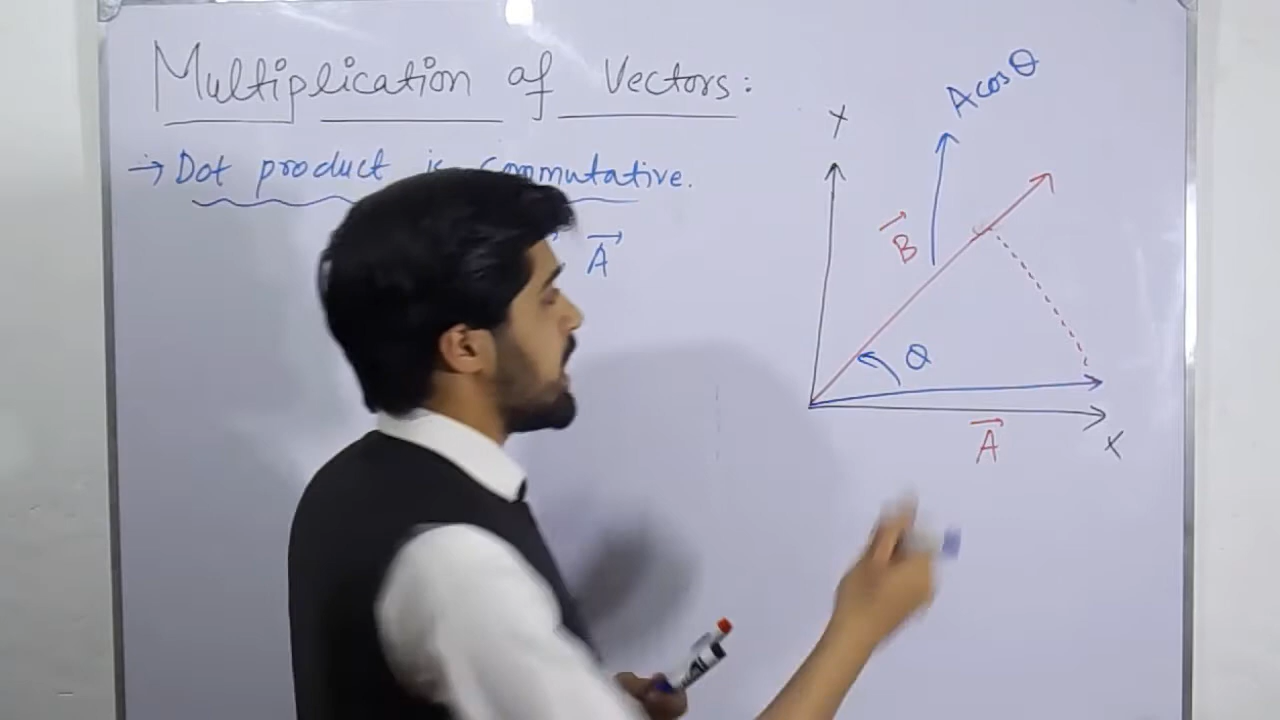 Multiplication of Vectors:
→ Dot product is commutative.
A
Y
A cos θ
B
θ
A
X